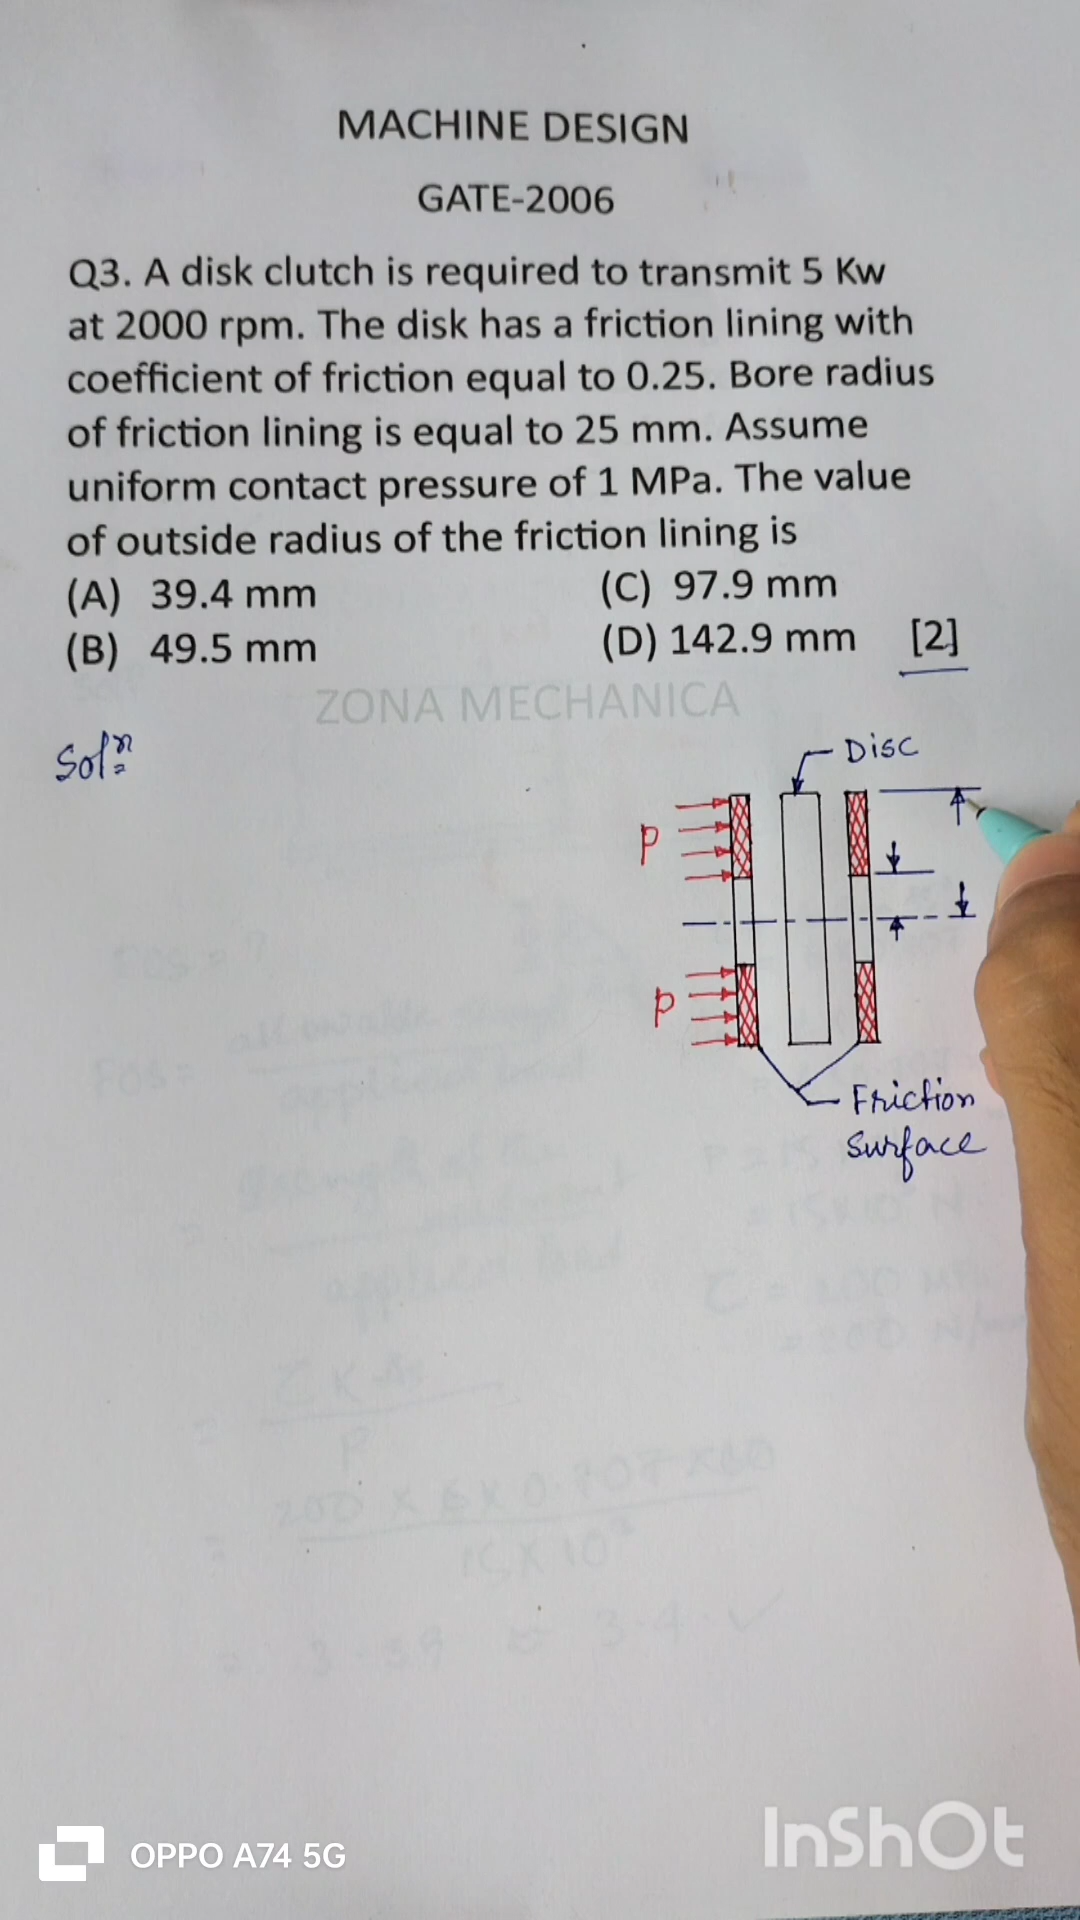 MACHINE DESIGN
GATE-2006
Q3. A disk clutch is required to transmit 5 Kw
at 2000 rpm. The disk has a friction lining with
coefficient of friction equal to 0.25. Bore radius
of friction lining is equal to 25 mm. Assume
uniform contact pressure of 1 MPa. The value
of outside radius of the friction lining is
(A) 39.4 mm (C) 97.9 mm
(B) 49.5 mm (D) 142.9 mm [2]
ZONA MECHANICA
Solⁿ
Disc
P
P
Friction
Surface
OPPO A74 5G
InShOt